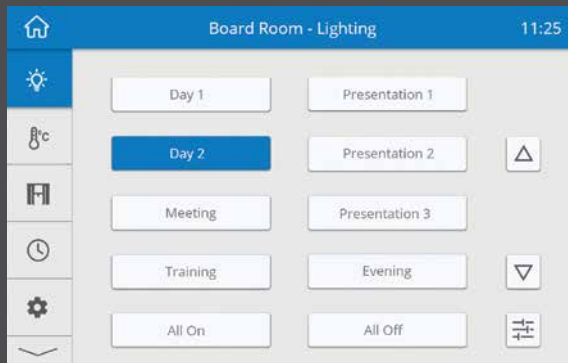 Board Room - Lighting 11:25
Day 1 Presentation 1
°C
Day 2 Presentation 2
Meeting Presentation 3
Training Evening
All On All Off